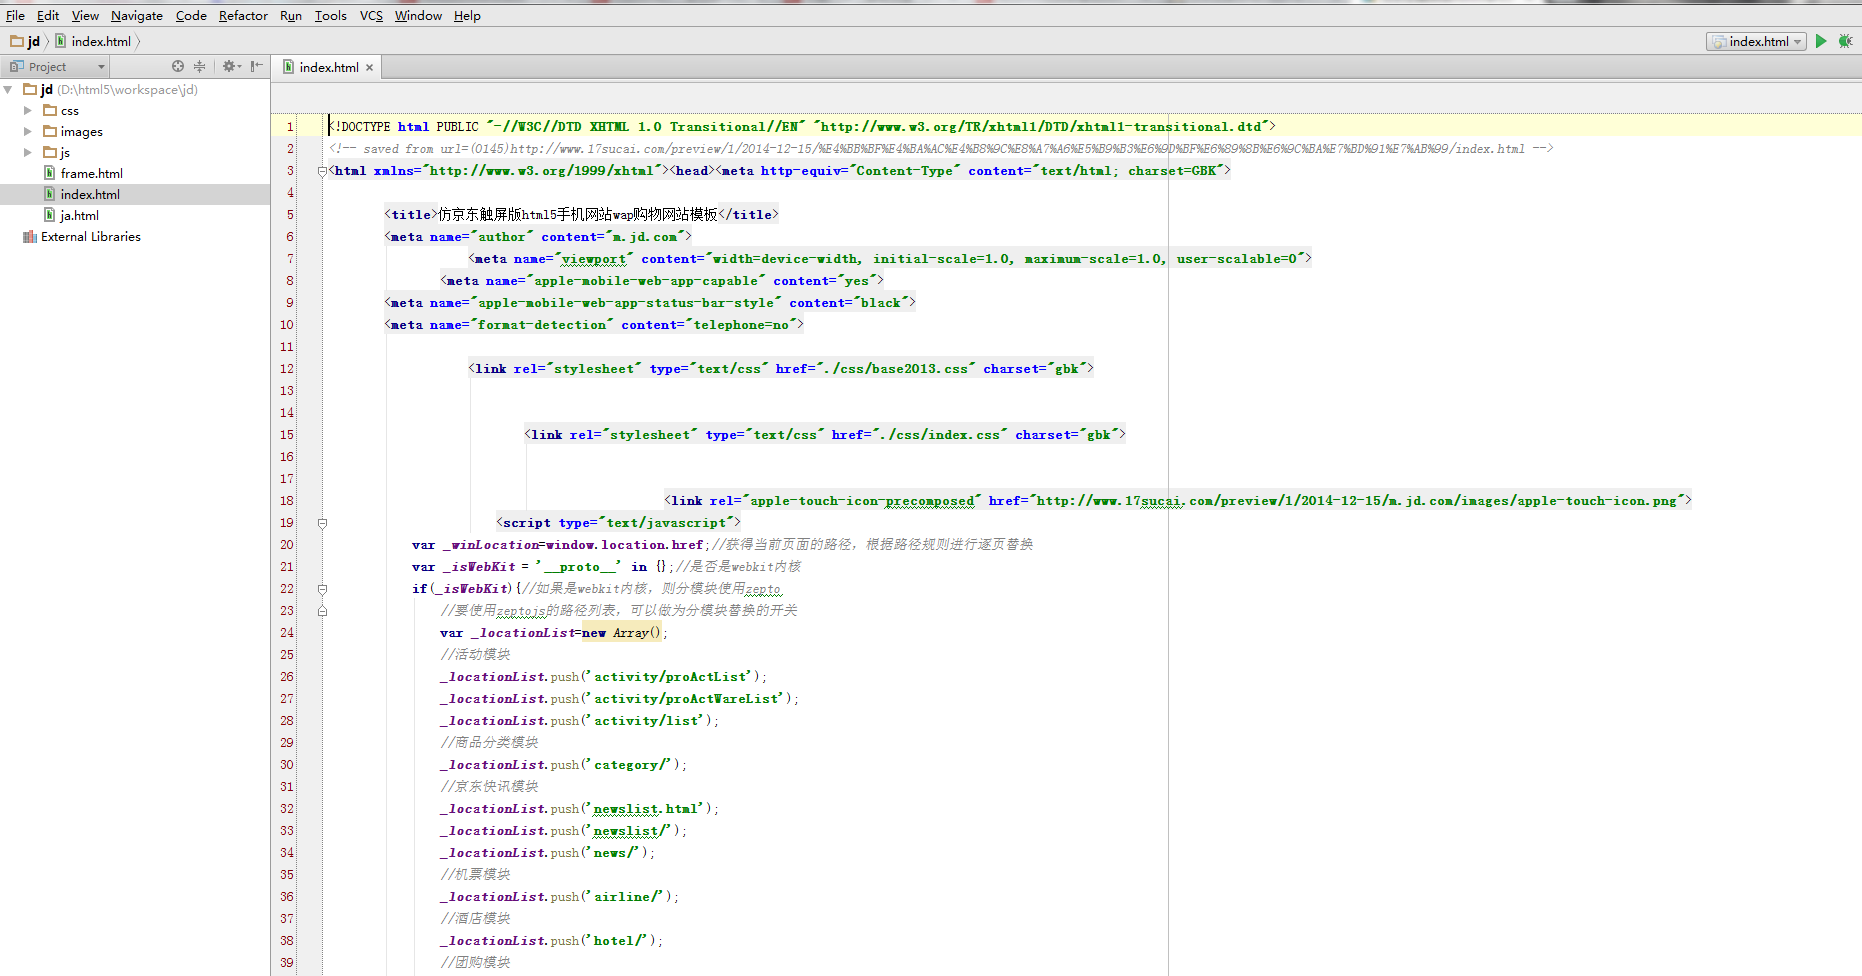 File Edit View Navigate Code Refactor Run Tools VCS Window Help
jd index.html index.html
Project index.html
jd (D:\html5\workspace\jd)
css
images
js
frame.html
index.html
ja.html
External Libraries
1 <!DOCTYPE html PUBLIC "-//W3C//DTD XHTML 1.0 Transitional//EN" "http://www.w3.org/TR/xhtml1/DTD/xhtml1-transitional.dtd">
2 <!-- saved from url=(0145)http://www.17sucai.com/preview/1/2014-12-15/%E4%BB%BF%E4%BA%AC%E4%B8%9C%E8%A7%A6%E5%B9%B3%E6%9D%BF%E6%89%8B%E6%9C%BA%E7%BD%91%E7%AB%99/index.html -->
3 <html xmlns="http://www.w3.org/1999/xhtml"><head><meta http-equiv="Content-Type" content="text/html; charset=GBK">
4
5 <title>仿京东触屏版html5手机网站wap购物网站模板</title>
6 <meta name="author" content="m.jd.com">
7 <meta name="viewport" content="width=device-width, initial-scale=1.0, maximum-scale=1.0, user-scalable=0">
8 <meta name="apple-mobile-web-app-capable" content="yes">
9 <meta name="apple-mobile-web-app-status-bar-style" content="black">
10 <meta name="format-detection" content="telephone=no">
11
12 <link rel="stylesheet" type="text/css" href="./css/base2013.css" charset="gbk">
13
14
15 <link rel="stylesheet" type="text/css" href="./css/index.css" charset="gbk">
16
17
18 <link rel="apple-touch-icon-precomposed" href="http://www.17sucai.com/preview/1/2014-12-15/m.jd.com/images/apple-touch-icon.png">
19 <script type="text/javascript">
20 var _winLocation=window.location.href;//获得当前页面的路径，根据路径规则进行逐页替换
21 var _isWebKit = '__proto__' in {};//是否是webkit内核
22 if(_isWebKit){//如果是webkit内核，则分模块使用zepto
23 //要使用zeptojs的路径列表，可以做为分模块替换的开关
24 var _locationList=new Array();
25 //活动模块
26 _locationList.push('activity/proActList');
27 _locationList.push('activity/proActWareList');
28 _locationList.push('activity/list');
29 //商品分类模块
30 _locationList.push('category/');
31 //京东快讯模块
32 _locationList.push('newslist.html');
33 _locationList.push('newslist/');
34 _locationList.push('news/');
35 //机票模块
36 _locationList.push('airline/');
37 //酒店模块
38 _locationList.push('hotel/');
39 //团购模块